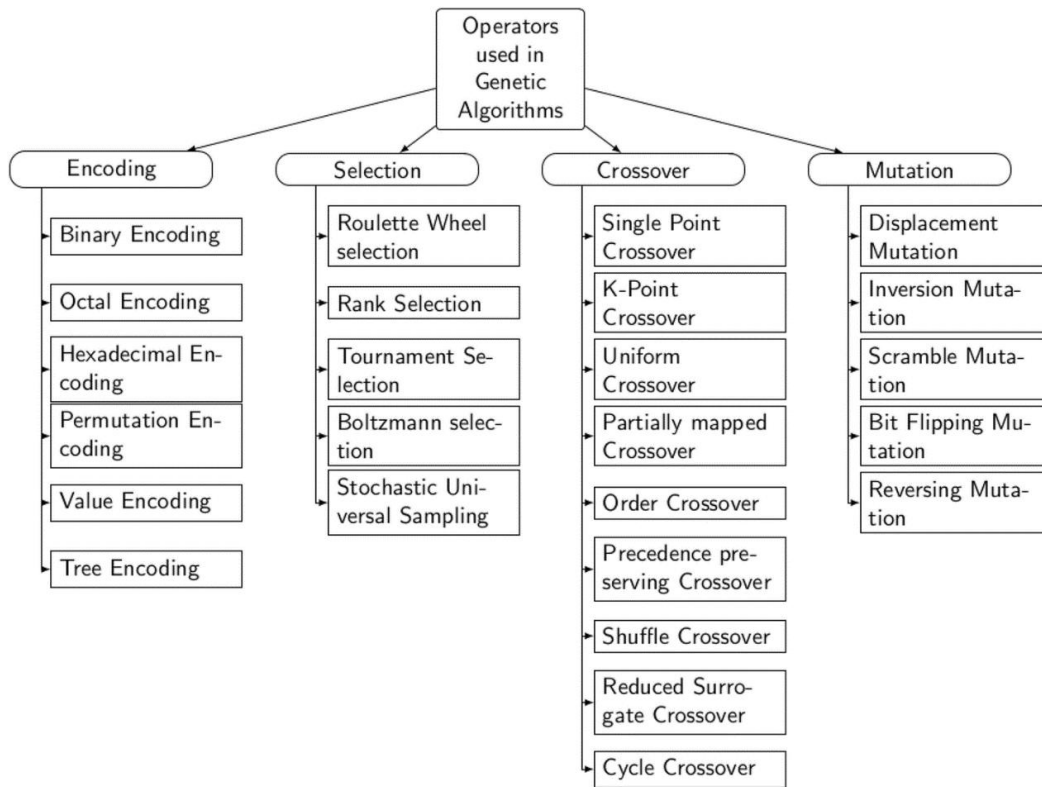 Operators
used in
Genetic
Algorithms
Encoding
Binary Encoding
Octal Encoding
Hexadecimal En-
coding
Permutation En-
coding
Value Encoding
Tree Encoding
Selection
Roulette Wheel
selection
Rank Selection
Tournament Se-
lection
Boltzmann selec-
tion
Stochastic Uni-
versal Sampling
Crossover
Single Point
Crossover
K-Point
Crossover
Uniform
Crossover
Partially mapped
Crossover
Order Crossover
Precedence pre-
serving Crossover
Shuffle Crossover
Reduced Surro-
gate Crossover
Cycle Crossover
Mutation
Displacement
Mutation
Inversion Muta-
tion
Scramble Muta-
tion
Bit Flipping Mu-
tation
Reversing Muta-
tion